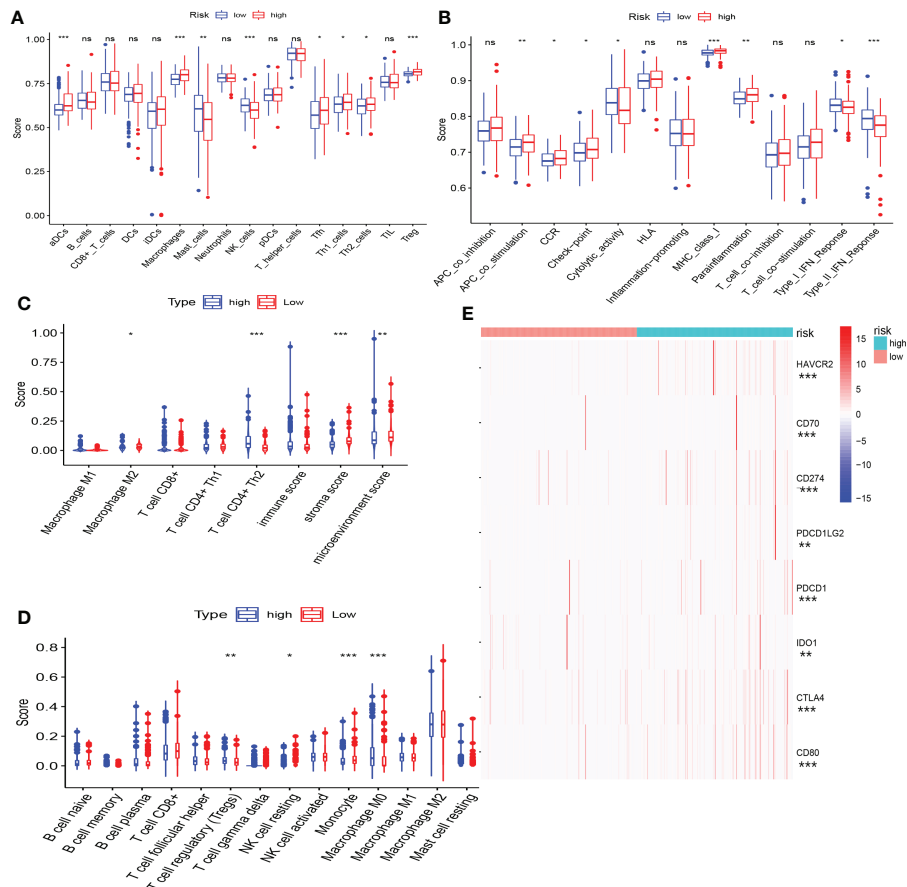 A
Risk low high
*** ns ns ns ns *** ** ns *** ns ns * * * ns ***
Score
1.00
0.75
0.50
0.25
0.00
aDCs
B_cells
CD8+_T_cells
DCs
iDCs
Macrophages
Mast_cells
Neutrophils
NK_cells
pDCs
T_helper_cells
Tfh
Th1_cells
Th2_cells
TIL
Treg
B
Risk low high
ns ** * * * ns ns *** ** ns ns * ***
Score
1.0
0.9
0.8
0.7
0.6
APC_co_inhibition
APC_co_stimulation
CCR
Check-point
Cytolytic_activity
HLA
Inflammation-promoting
MHC_class_I
Parainflammation
T_cell_co-inhibition
T_cell_co-stimulation
Type_I_IFN_Reponse
Type_II_IFN_Reponse
C
Type high Low
* *** *** **
Score
1.00
0.75
0.50
0.25
0.00
Macrophage M1
Macrophage M2
T cell CD8+
T cell CD4+ Th1
T cell CD4+ Th2
immune score
stroma score
microenvironment score
D
Type high Low
** * *** ***
Score
0.8
0.6
0.4
0.2
0.0
B cell naive
B cell memory
B cell plasma
T cell CD8+
T cell follicular helper
T cell regulatory (Tregs)
T cell gamma delta
NK cell resting
NK cell activated
Monocyte
Macrophage M0
Macrophage M1
Macrophage M2
Mast cell resting
E
risk
HAVCR2
***
CD70
***
CD274
***
PDCD1LG2
**
PDCD1
***
IDO1
**
CTLA4
***
CD80
***
15
10
5
0
−5
−10
−15
risk
high
low